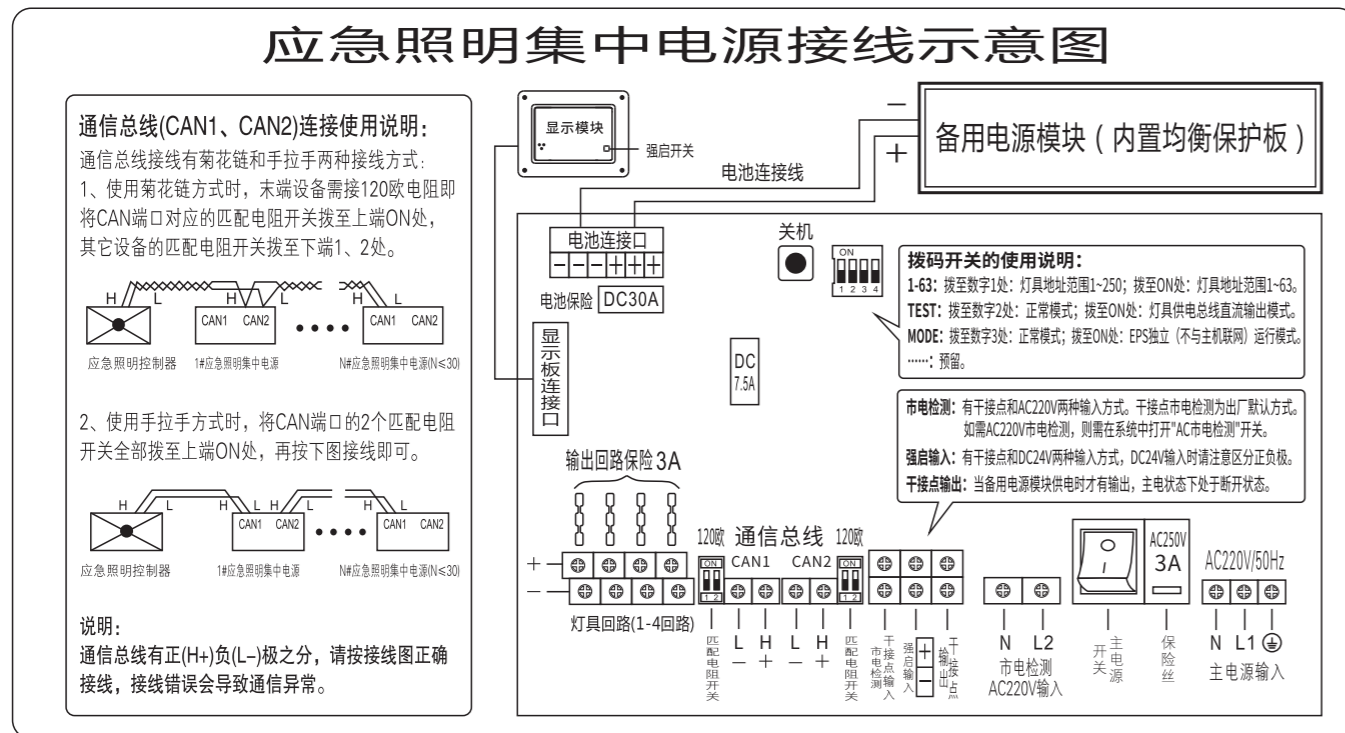 应急照明集中电源接线示意图
通信总线(CAN1、CAN2)连接使用说明：
通信总线接线有菊花链和手拉手两种接线方式：
1、使用菊花链方式时，末端设备需接120欧电阻即
将CAN端口对应的匹配电阻开关拨至上端ON处，
其它设备的匹配电阻开关拨至下端1、2处。
H L H L
CAN1 CAN2 CAN1 CAN2
应急照明控制器 1#应急照明集中电源 N#应急照明集中电源(N≤30)
2、使用手拉手方式时，将CAN端口的2个匹配电阻
开关全部拨至上端ON处，再按下图接线即可。
H L H L H L H L
CAN1 CAN2 CAN1 CAN2
应急照明控制器 1#应急照明集中电源 N#应急照明集中电源(N≤30)
说明：
通信总线有正(H+)负(L−)极之分，请按接线图正确
接线，接线错误会导致通信异常。
显示模块
强启开关
电池连接线
− +
备用电源模块（内置均衡保护板）
电池连接口
− − − + + +
电池保险 DC30A
显示板连接口
关机
ON
1 2 3 4
DC
7.5A
拨码开关的使用说明：
1-63：拨至数字1处：灯具地址范围1~250；拨至ON处：灯具地址范围1~63。
TEST：拨至数字2处：正常模式；拨至ON处：灯具供电总线直流输出模式。
MODE：拨至数字3处：正常模式；拨至ON处：EPS独立（不与主机联网）运行模式。
……：预留。
市电检测：有干接点和AC220V两种输入方式。干接点市电检测为出厂默认方式。
如需AC220V市电检测，则需在系统中打开"AC市电检测"开关。
强启输入：有干接点和DC24V两种输入方式，DC24V输入时请注意区分正负极。
干接点输出：当备用电源模块供电时才有输出，主电状态下处于断开状态。
输出回路保险3A
+
−
灯具回路(1-4回路)
120欧 通信总线 120欧
ON CAN1 CAN2 ON
1 2 1 2
匹配电阻开关
L H L H
− + − +
匹配电阻开关
干接点输入
市电检测
强启输入
+
−
干接点
输出
N L2
市电检测
AC220V输入
O
I
主电源
开关
AC250V
3A
保险丝
AC220V/50Hz
N L1
主电源输入